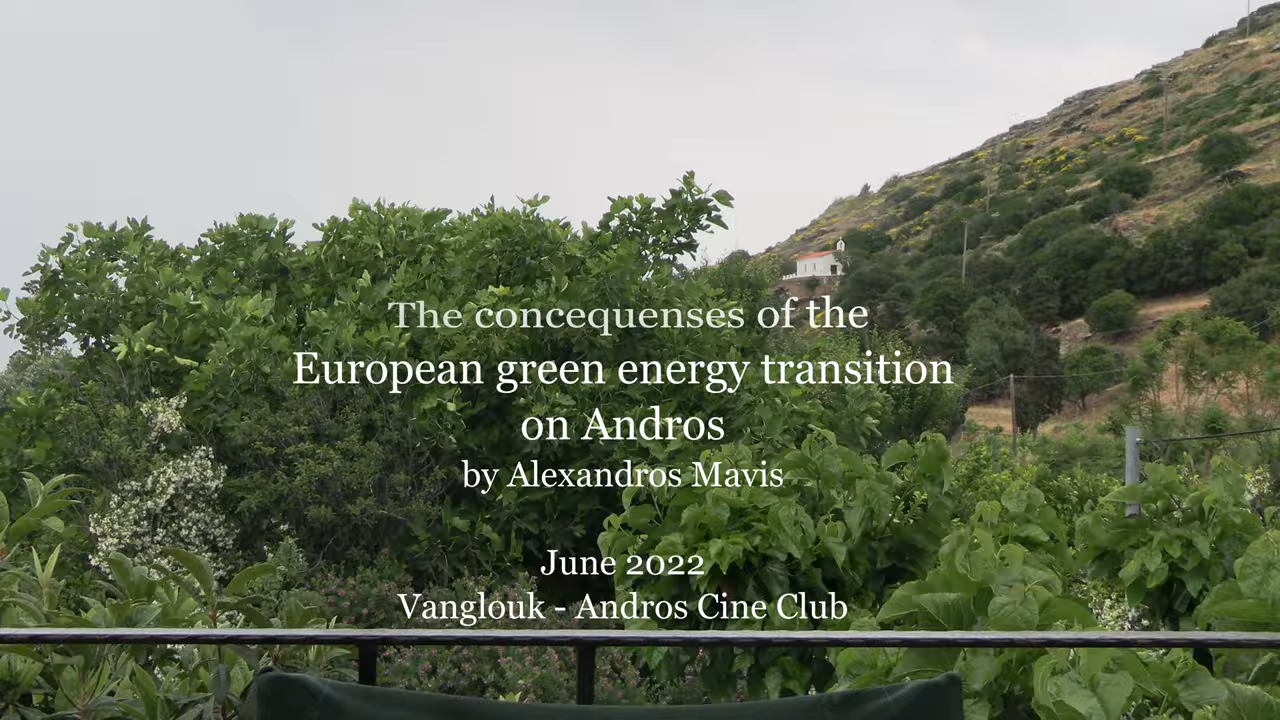 The concequenses of the
European green energy transition
on Andros
by Alexandros Mavis
June 2022
Vanglouk - Andros Cine Club